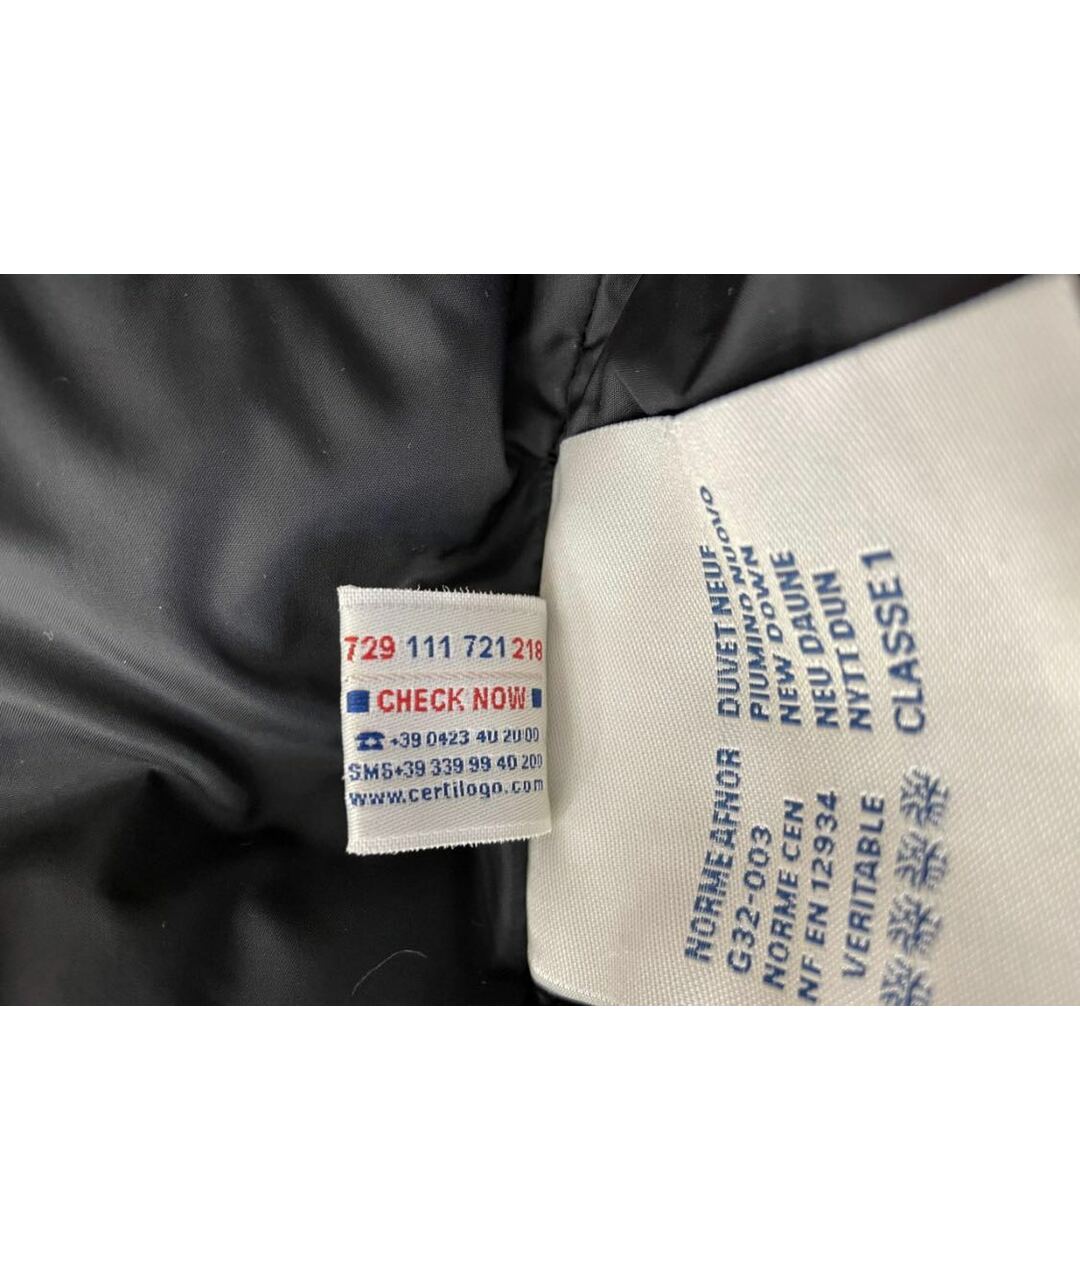 729 111 721 218
CHECK NOW
☎ +39 0423 40 20 00
SMS+39 339 99 40 200
www.certilogo.com
NORME AFNOR DUVET NEUF
G32-003 PIUMINO NUOVO
NORME CEN NEW DOWN
NF EN 12934 NEU DAUNE
NYTT DUN
VERITABLE CLASSE 1